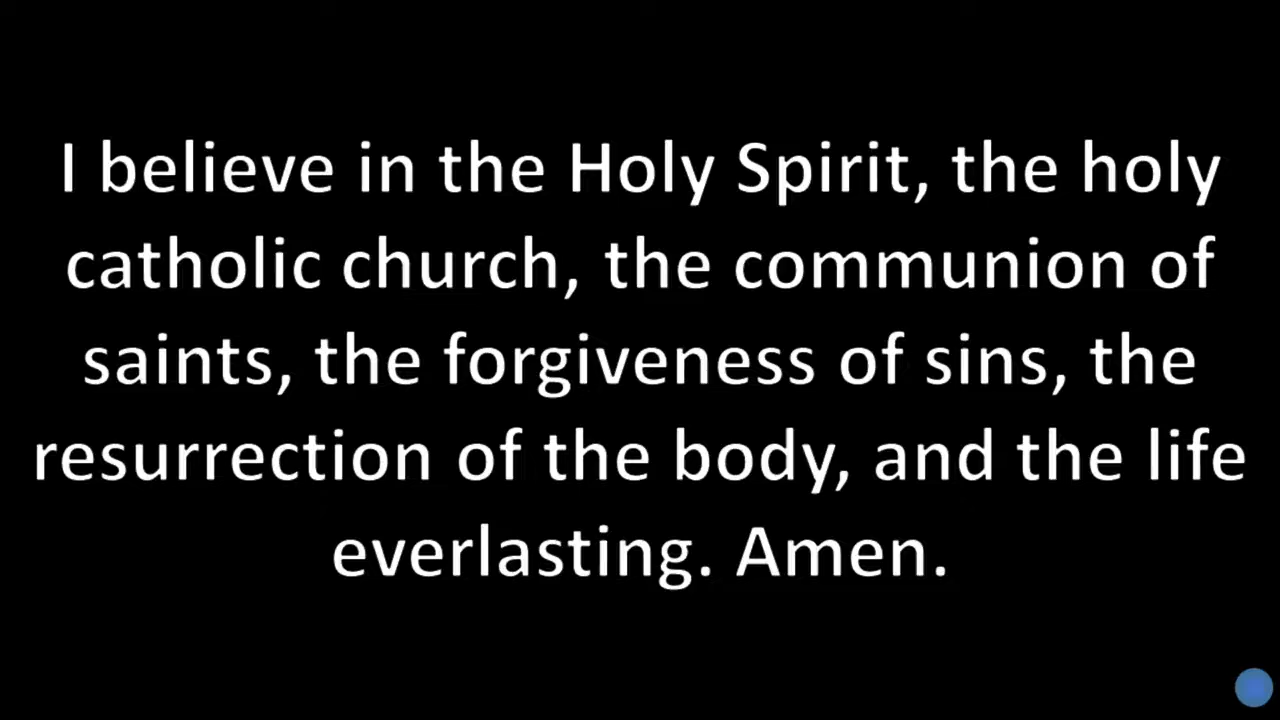 I believe in the Holy Spirit, the holy
catholic church, the communion of
saints, the forgiveness of sins, the
resurrection of the body, and the life
everlasting. Amen.